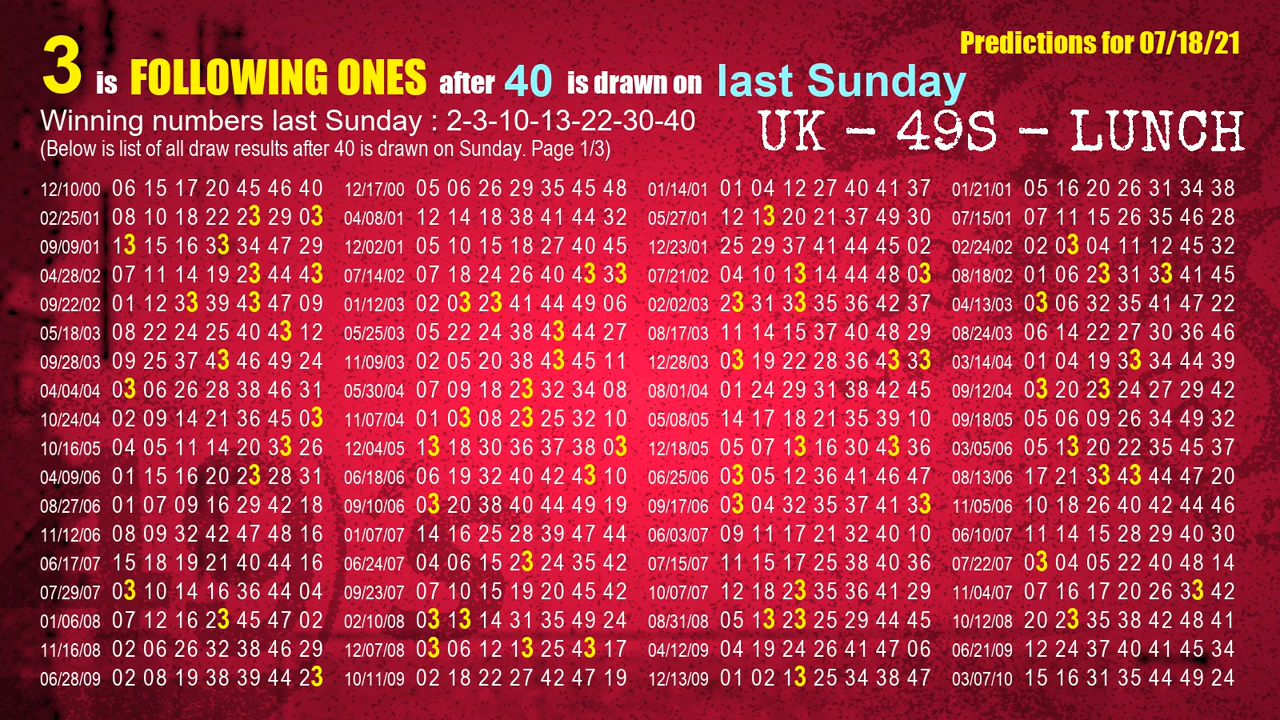 Predictions for 07/18/21
3 is FOLLOWING ONES after 40 is drawn on last Sunday
Winning numbers last Sunday : 2-3-10-13-22-30-40
UK - 49S - LUNCH
(Below is list of all draw results after 40 is drawn on Sunday. Page 1/3)
12/10/00 06 15 17 20 45 46 40 12/17/00 05 06 26 29 35 45 48 01/14/01 01 04 12 27 40 41 37 01/21/01 05 16 20 26 31 34 38
02/25/01 08 10 18 22 23 29 03 04/08/01 12 14 18 38 41 44 32 05/27/01 12 13 20 21 37 49 30 07/15/01 07 11 15 26 35 46 28
09/09/01 13 15 16 33 34 47 29 12/02/01 05 10 15 18 27 40 45 12/23/01 25 29 37 41 44 45 02 02/24/02 02 03 04 11 12 45 32
04/28/02 07 11 14 19 23 44 43 07/14/02 07 18 24 26 40 43 33 07/21/02 04 10 13 14 44 48 03 08/18/02 01 06 23 31 33 41 45
09/22/02 01 12 33 39 43 47 09 01/12/03 02 03 23 41 44 49 06 02/02/03 23 31 33 35 36 42 37 04/13/03 03 06 32 35 41 47 22
05/18/03 08 22 24 25 40 43 12 05/25/03 05 22 24 38 43 44 27 08/17/03 11 14 15 37 40 48 29 08/24/03 06 14 22 27 30 36 46
09/28/03 09 25 37 43 46 49 24 11/09/03 02 05 20 38 43 45 11 12/28/03 03 19 22 28 36 43 33 03/14/04 01 04 19 33 34 44 39
04/04/04 03 06 26 28 38 46 31 05/30/04 07 09 18 23 32 34 08 08/01/04 01 24 29 31 38 42 45 09/12/04 03 20 23 24 27 29 42
10/24/04 02 09 14 21 36 45 03 11/07/04 01 03 08 23 25 32 10 05/08/05 14 17 18 21 35 39 10 09/18/05 05 06 09 26 34 49 32
10/16/05 04 05 11 14 20 33 26 12/04/05 13 18 30 36 37 38 03 12/18/05 05 07 13 16 30 43 36 03/05/06 05 13 20 22 35 45 37
04/09/06 01 15 16 20 23 28 31 06/18/06 06 19 32 40 42 43 10 06/25/06 03 05 12 36 41 46 47 08/13/06 17 21 33 43 44 47 20
08/27/06 01 07 09 16 29 42 18 09/10/06 03 20 38 40 44 49 19 09/17/06 03 04 32 35 37 41 33 11/05/06 10 18 26 40 42 44 46
11/12/06 08 09 32 42 47 48 16 01/07/07 14 16 25 28 39 47 44 06/03/07 09 11 17 21 32 40 10 06/10/07 11 14 15 28 29 40 30
06/17/07 15 18 19 21 40 44 16 06/24/07 04 06 15 23 24 35 42 07/15/07 11 15 17 25 38 40 36 07/22/07 03 04 05 22 40 48 14
07/29/07 03 10 14 16 36 44 04 09/23/07 07 10 15 19 20 45 42 10/07/07 12 18 23 35 36 41 29 11/04/07 07 16 17 20 26 33 42
01/06/08 07 12 16 23 45 47 02 02/10/08 03 13 14 31 35 49 24 08/31/08 05 13 23 25 29 44 45 10/12/08 20 23 35 38 42 48 41
11/16/08 02 06 26 32 38 46 29 12/07/08 03 06 12 13 25 43 17 04/12/09 04 19 24 26 41 47 06 06/21/09 12 24 37 40 41 45 34
06/28/09 02 08 19 38 39 44 23 10/11/09 02 18 22 27 42 47 19 12/13/09 01 02 13 25 34 38 47 03/07/10 15 16 31 35 44 49 24